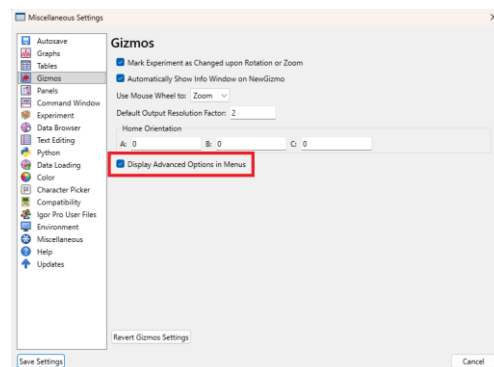 Miscellaneous Settings
Autosave
Graphs
Tables
Gizmos
Panels
Command Window
Experiment
Data Browser
Text Editing
Python
Data Loading
Color
Character Picker
Compatibility
Igor Pro User Files
Environment
Miscellaneous
Help
Updates
Gizmos
Mark Experiment as Changed upon Rotation or Zoom
Automatically Show Info Window on NewGizmo
Use Mouse Wheel to: Zoom
Default Output Resolution Factor: 2
Home Orientation
A: 0 B: 0 C: 0
Display Advanced Options in Menus
Revert Gizmos Settings
Save Settings Cancel